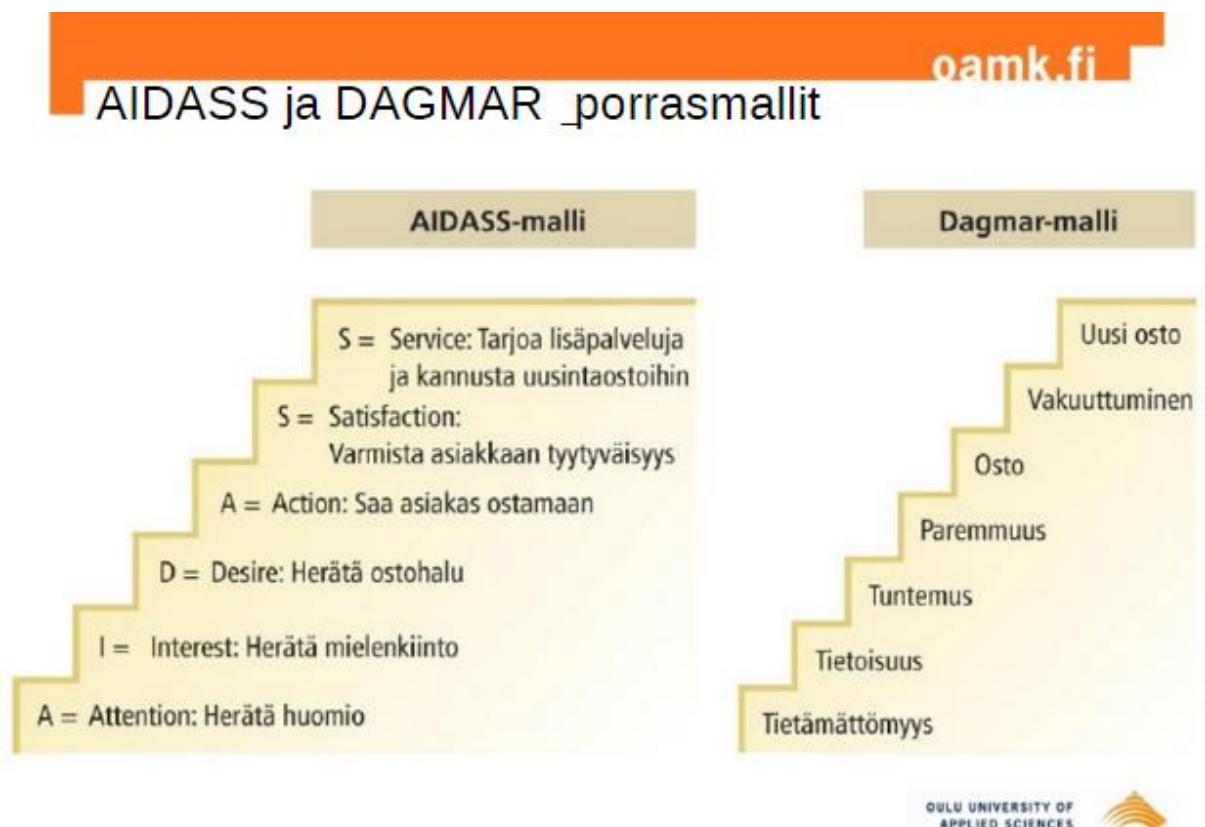 oamk.fi
AIDASS ja DAGMAR _porrasmallit
AIDASS-malli
S = Service: Tarjoa lisäpalveluja
ja kannusta uusintaostoihin
S = Satisfaction:
Varmista asiakkaan tyytyväisyys
A = Action: Saa asiakas ostamaan
D = Desire: Herätä ostohalu
I = Interest: Herätä mielenkiinto
A = Attention: Herätä huomio
Dagmar-malli
Uusi osto
Vakuuttuminen
Osto
Paremmuus
Tuntemus
Tietoisuus
Tietämättömyys
OULU UNIVERSITY OF
APPLIED SCIENCES